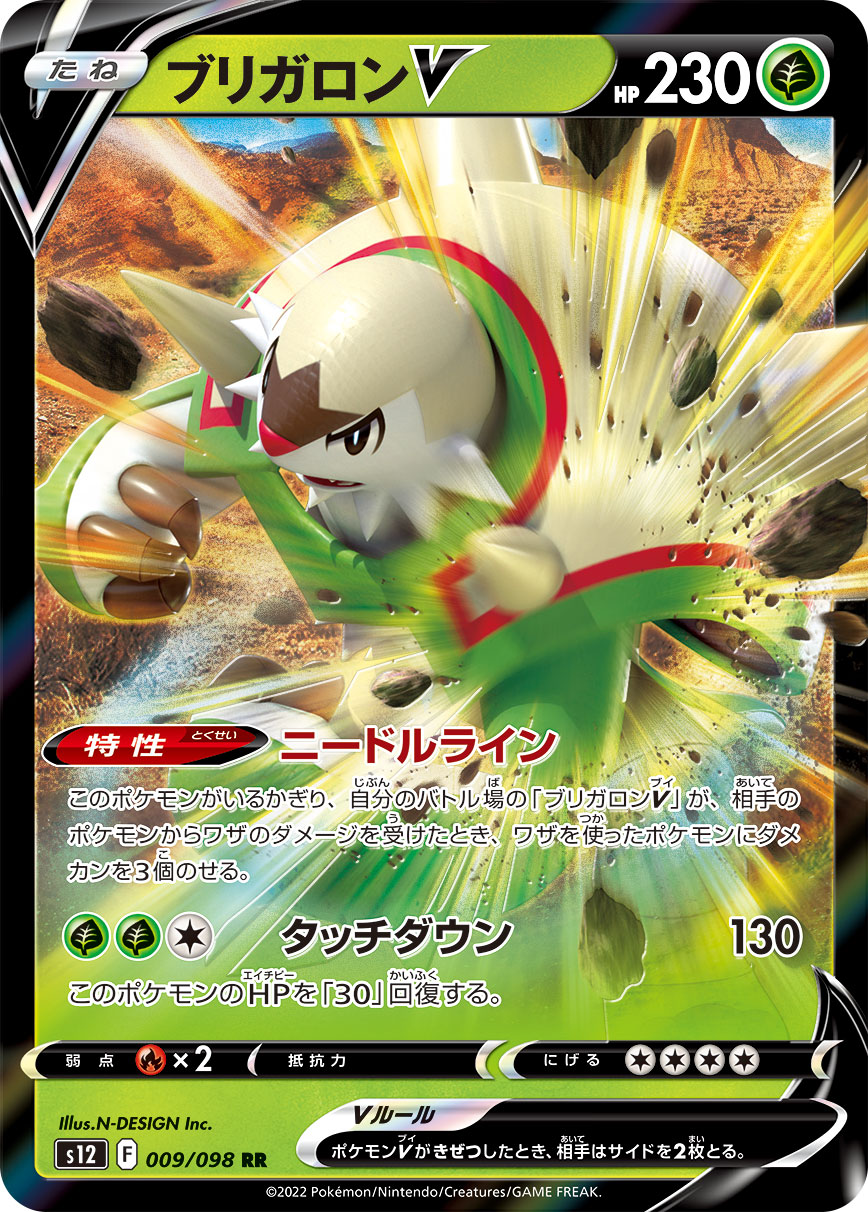 たね ブリガロンV HP230
特性 とくせい ニードルライン
このポケモンがいるかぎり、自分のバトル場の「ブリガロンV」が、相手の
ポケモンからワザのダメージを受けたとき、ワザを使ったポケモンにダメ
カンを3個のせる。
タッチダウン 130
このポケモンのHPを「30」回復する。
弱点 ×2 抵抗力 にげる
Illus.N-DESIGN Inc.
Vルール
ポケモンVがきぜつしたとき、相手はサイドを2枚とる。
s12 F 009/098 RR
©2022 Pokémon/Nintendo/Creatures/GAME FREAK.